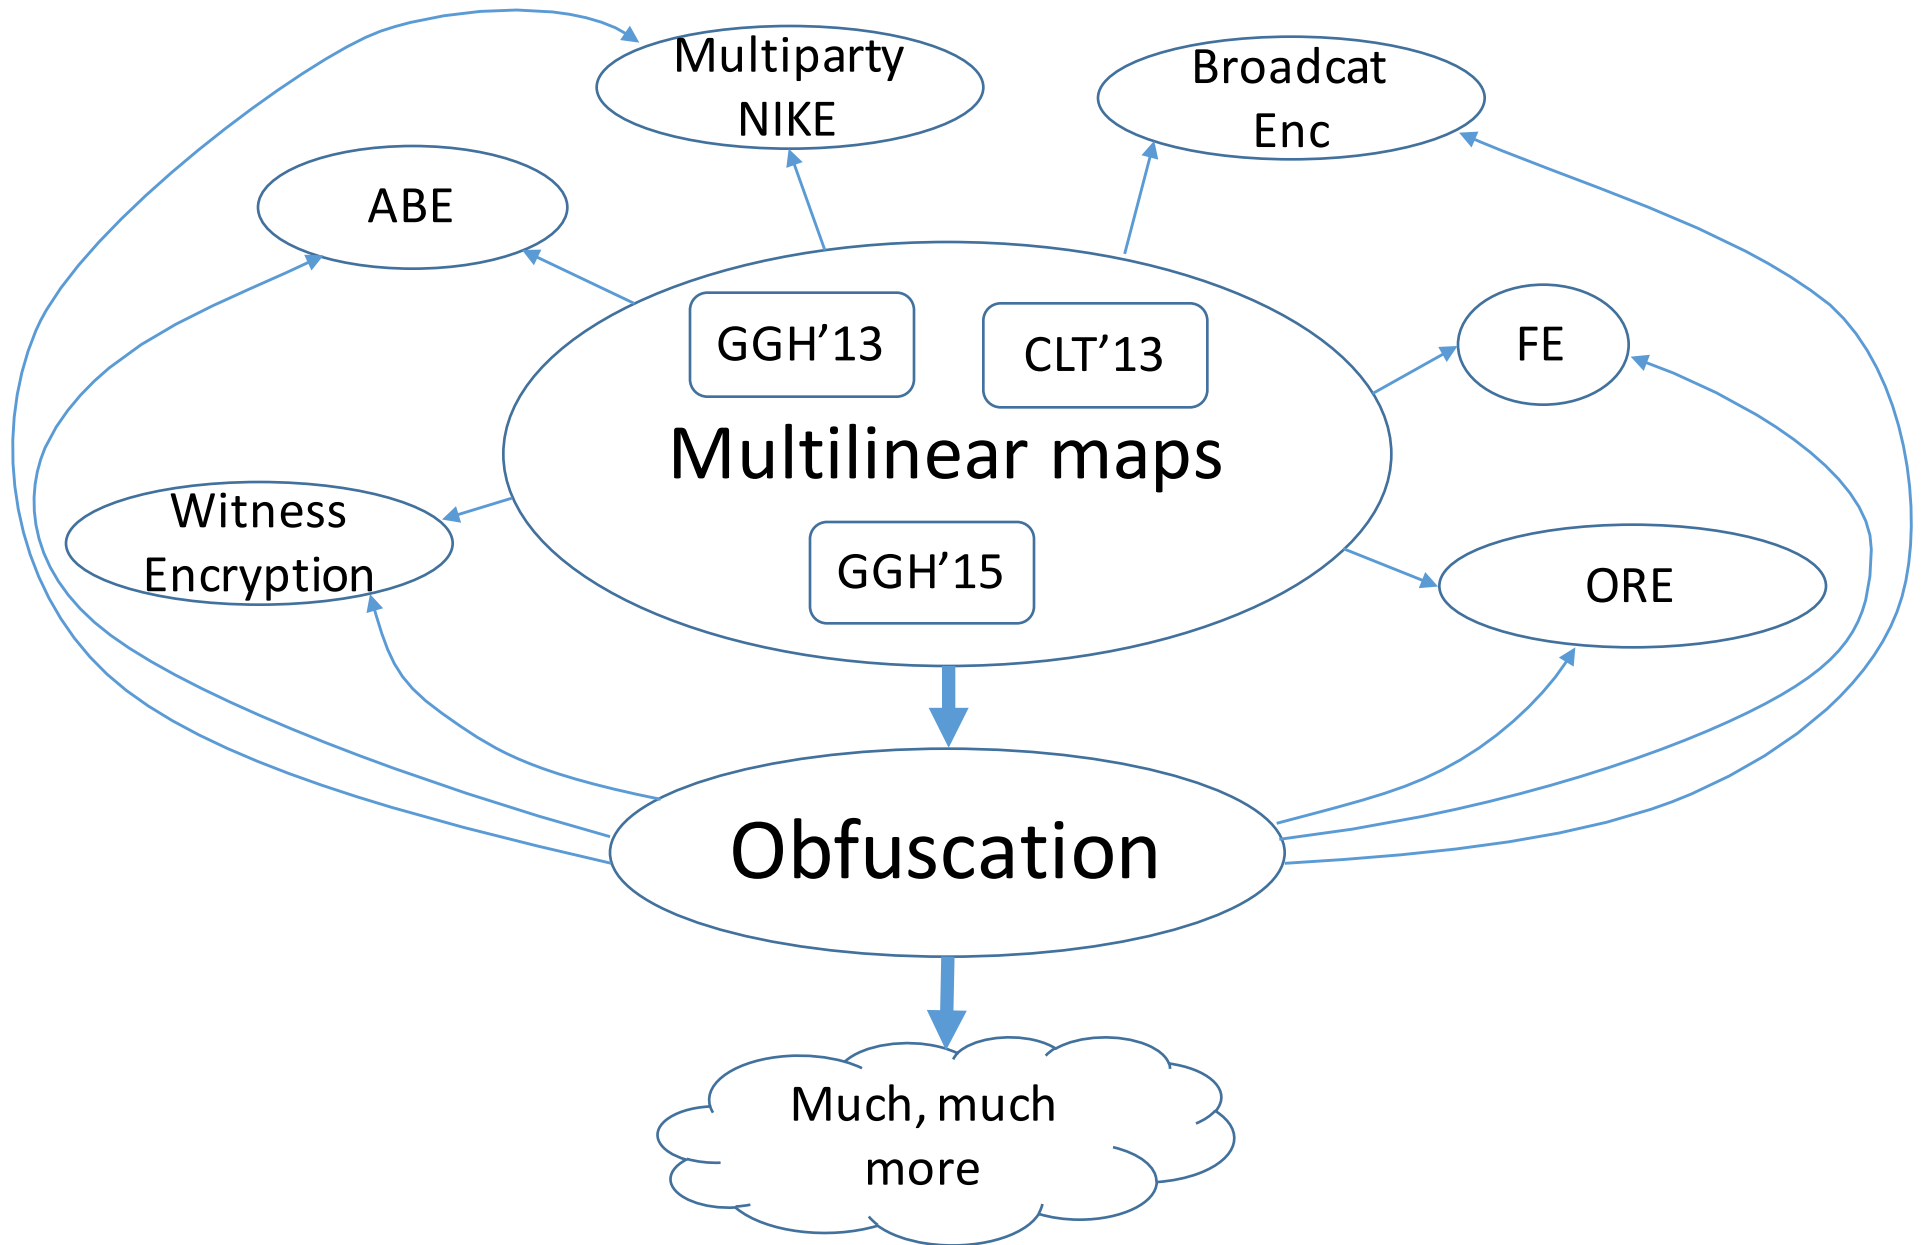 Multiparty
NIKE
Broadcat
Enc
ABE
GGH’13
CLT’13
FE
Multilinear maps
Witness
Encryption
GGH’15
ORE
Obfuscation
Much, much
more